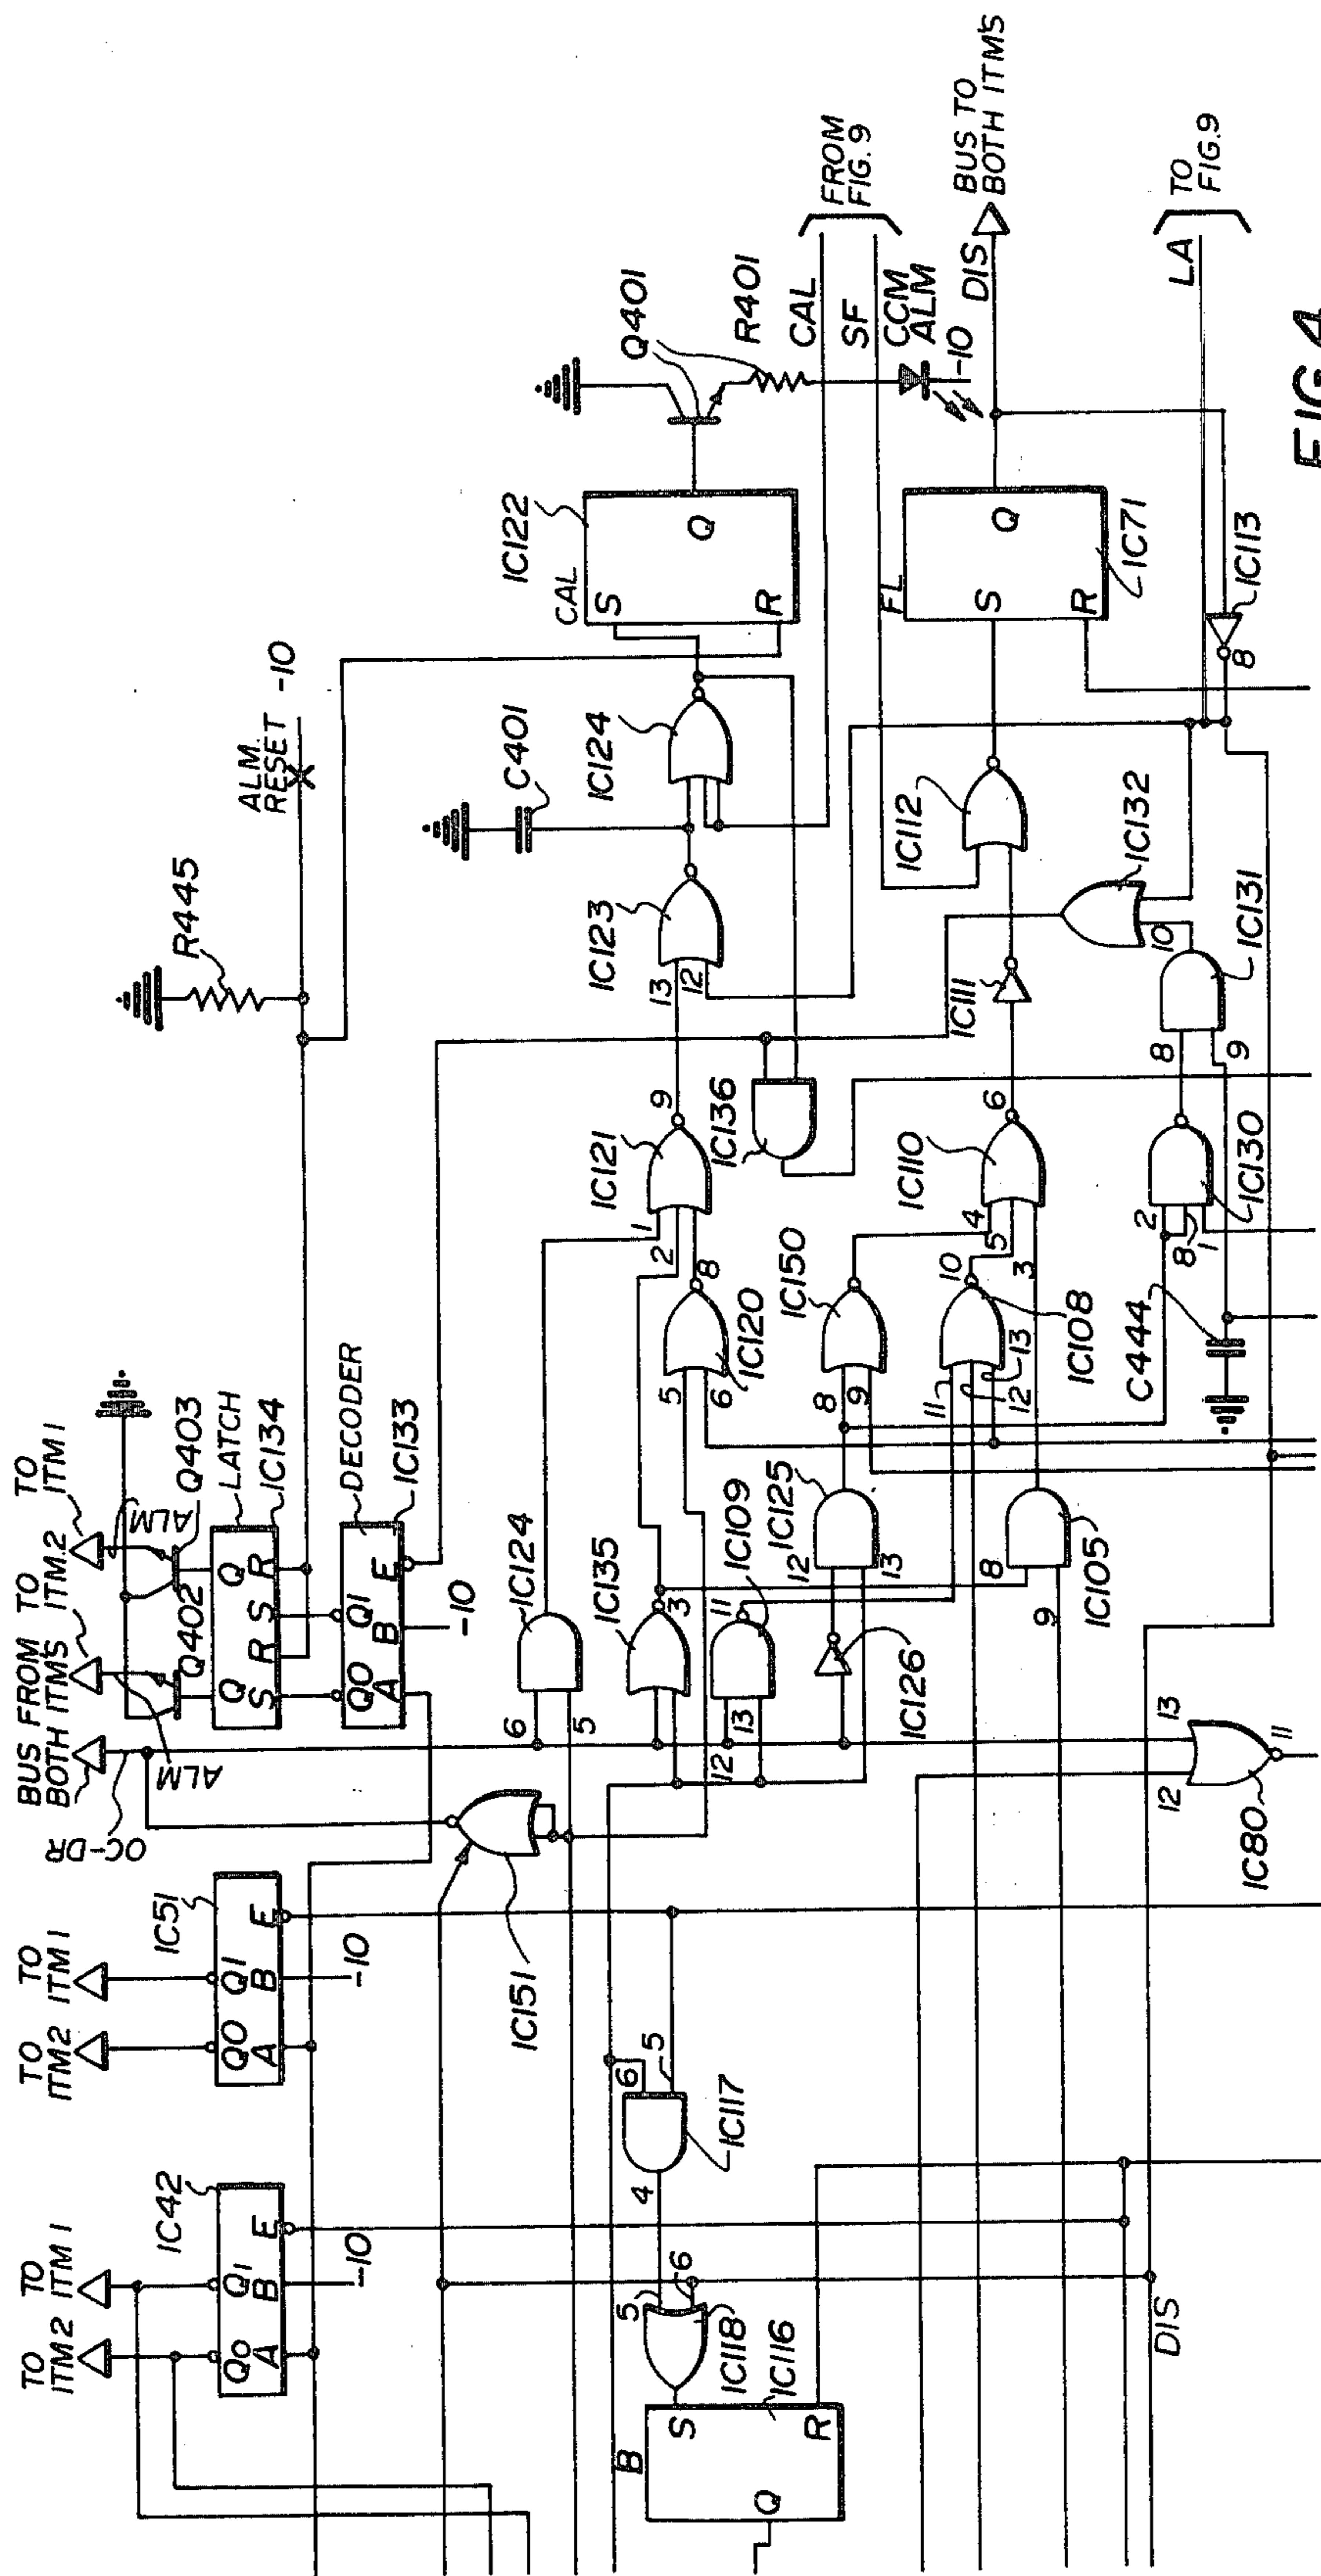 TO
ITM2
TO
ITM 1
IC42
Q0 Q1
A B E
-10
TO
ITM2
TO
ITM 1
IC51
Q0 Q1
A B E
-10
OC-DR
BUS FROM
BOTH ITM'S
TO
ITM2
TO
ITM 1
ALM
ALM
Q402
Q403
LATCH
Q Q
S R S R
IC134
DECODER
Q0 Q1
A B E
IC133
-10
R445
ALM.
RESET
-10
IC151
IC124
6
5
IC135
3
IC109
11
12
13
IC126
IC125
12
13
IC105
8
9
IC80
12
13
11
IC117
6
5
4
IC118
5
6
IC116
B
S
Q
R
DIS
IC121
1
2
8
9
IC120
5
6
IC150
8
9
IC108
10
11
12
13
1
IC110
4
5
3
6
IC111
IC136
IC123
13
12
C401
IC124
IC122
CAL
S
Q
R
Q401
R401
CAL
SF
FROM
FIG. 9
CCM
ALM
-10
IC112
FL
S
Q
R
IC71
DIS
BUS TO
BOTH ITM'S
C444
IC130
2
8
1
IC131
8
9
10
IC132
IC113
8
LA
TO
FIG.9
FIG. 4